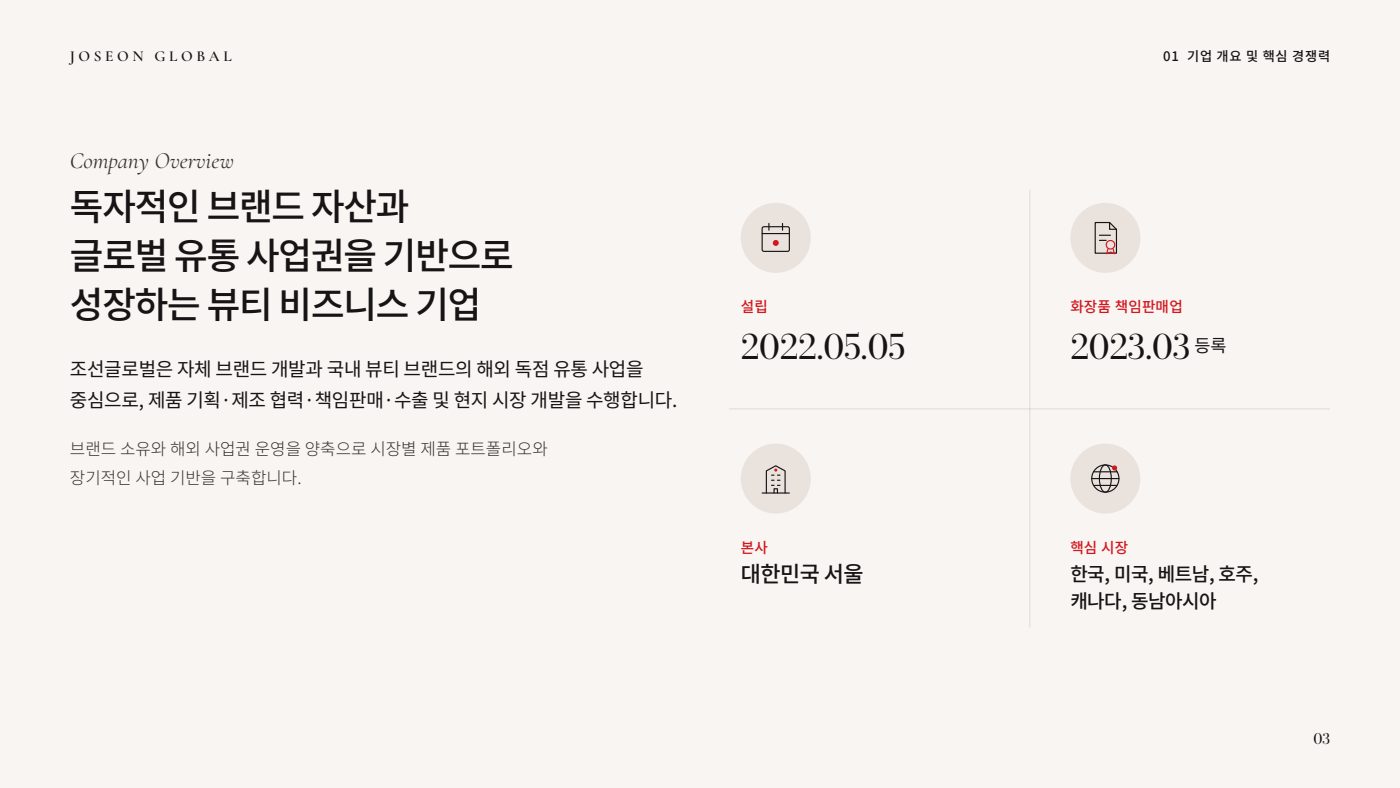 JOSEON GLOBAL
01 기업 개요 및 핵심 경쟁력
Company Overview
독자적인 브랜드 자산과
글로벌 유통 사업권을 기반으로
성장하는 뷰티 비즈니스 기업
조선글로벌은 자체 브랜드 개발과 국내 뷰티 브랜드의 해외 독점 유통 사업을
중심으로, 제품 기획·제조 협력·책임판매·수출 및 현지 시장 개발을 수행합니다.
브랜드 소유와 해외 사업권 운영을 양축으로 시장별 제품 포트폴리오와
장기적인 사업 기반을 구축합니다.
설립
2022.05.05
화장품 책임판매업
2023.03 등록
본사
대한민국 서울
핵심 시장
한국, 미국, 베트남, 호주,
캐나다, 동남아시아
03